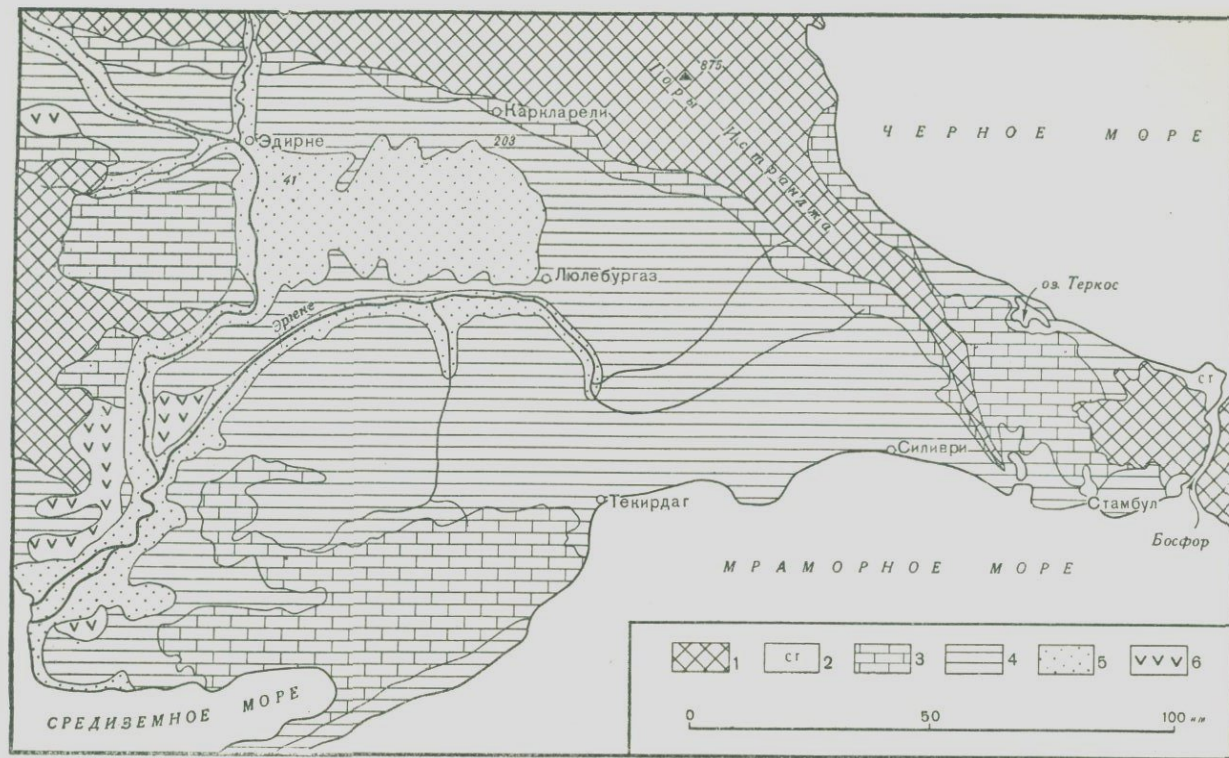 875
Горы
Каркларели
ЧЕРНОЕ МОРЕ
Эдирне
203
Истранджа
41
Люлебургаз
оз. Теркос
Эргене
ст
Силиври
Текирдаг
Стамбул
Босфор
МРАМОРНОЕ МОРЕ
1 ст 2 3 4 5 6
СРЕДИЗЕМНОЕ МОРЕ
0 50 100 км